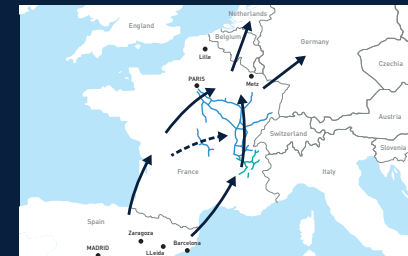 Netherlands
England
Belgium
Germany
Lille
Czechia
PARIS
Metz
Austria
Switzerland
Slovenia
France
Italy
Spain
Zaragoza
Barcelona
MADRID
LLeida